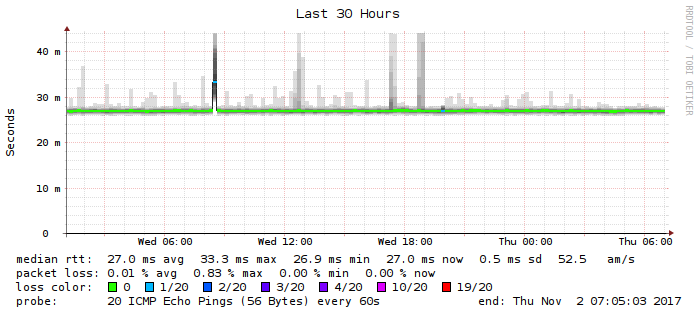 Last 30 Hours
RRDTOOL / TOBI OETIKER
Seconds
40 m
30 m
20 m
10 m
0
Wed 06:00 Wed 12:00 Wed 18:00 Thu 00:00 Thu 06:00
median rtt: 27.0 ms avg 33.3 ms max 26.9 ms min 27.0 ms now 0.5 ms sd 52.5 am/s
packet loss: 0.01 % avg 0.83 % max 0.00 % min 0.00 % now
loss color: 0 1/20 2/20 3/20 4/20 10/20 19/20
probe: 20 ICMP Echo Pings (56 Bytes) every 60s end: Thu Nov 2 07:05:03 2017